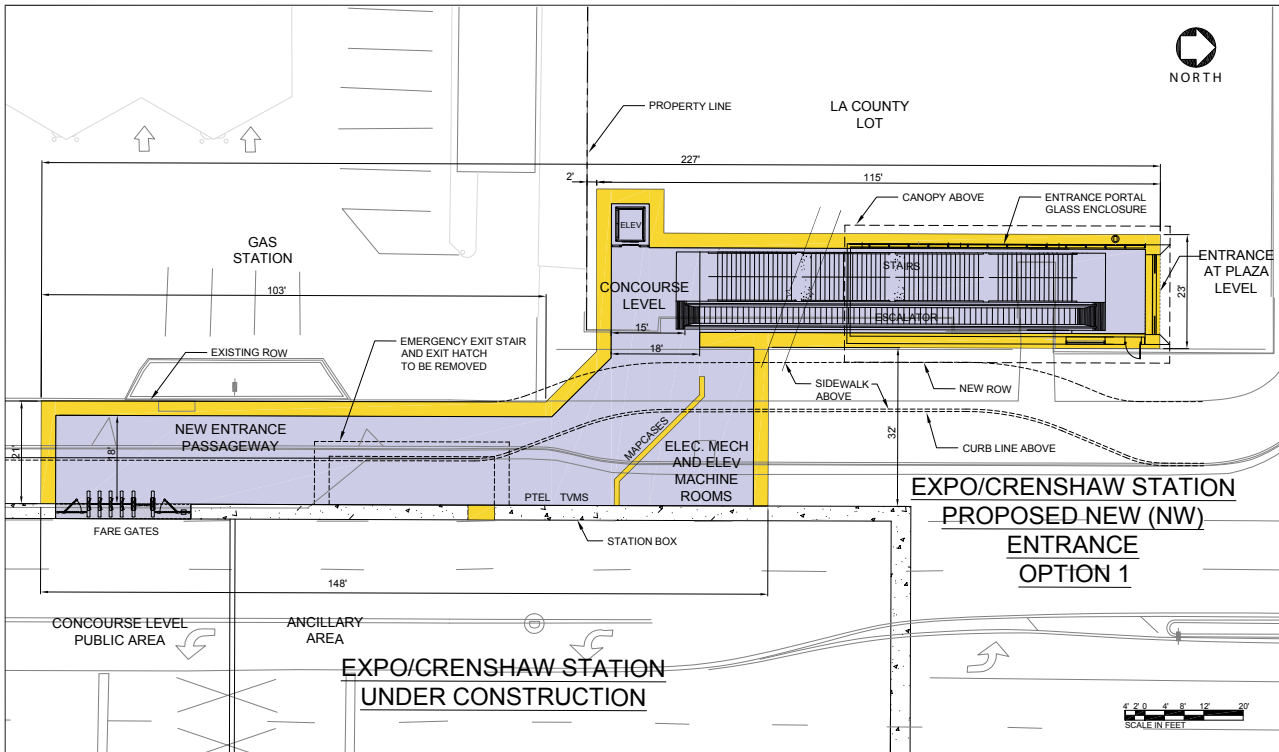 NORTH
PROPERTY LINE
LA COUNTY
LOT
227'
2'
115'
CANOPY ABOVE
ENTRANCE PORTAL
GLASS ENCLOSURE
ELEV
GAS
STATION
STAIRS
ENTRANCE
AT PLAZA
LEVEL
23'
CONCOURSE
LEVEL
103'
ESCALATOR
15'
EMERGENCY EXIT STAIR
AND EXIT HATCH
TO BE REMOVED
EXISTING ROW
18'
SIDEWALK
ABOVE
NEW ROW
NEW ENTRANCE
PASSAGEWAY
21'
18'
MAPCASES
ELEC. MECH
AND ELEV
MACHINE
ROOMS
32'
CURB LINE ABOVE
PTEL TVMS
FARE GATES
STATION BOX
EXPO/CRENSHAW STATION
PROPOSED NEW (NW)
ENTRANCE
OPTION 1
148'
CONCOURSE LEVEL
PUBLIC AREA
ANCILLARY
AREA
EXPO/CRENSHAW STATION
UNDER CONSTRUCTION
4' 2' 0 4' 8' 12' 20'
SCALE IN FEET